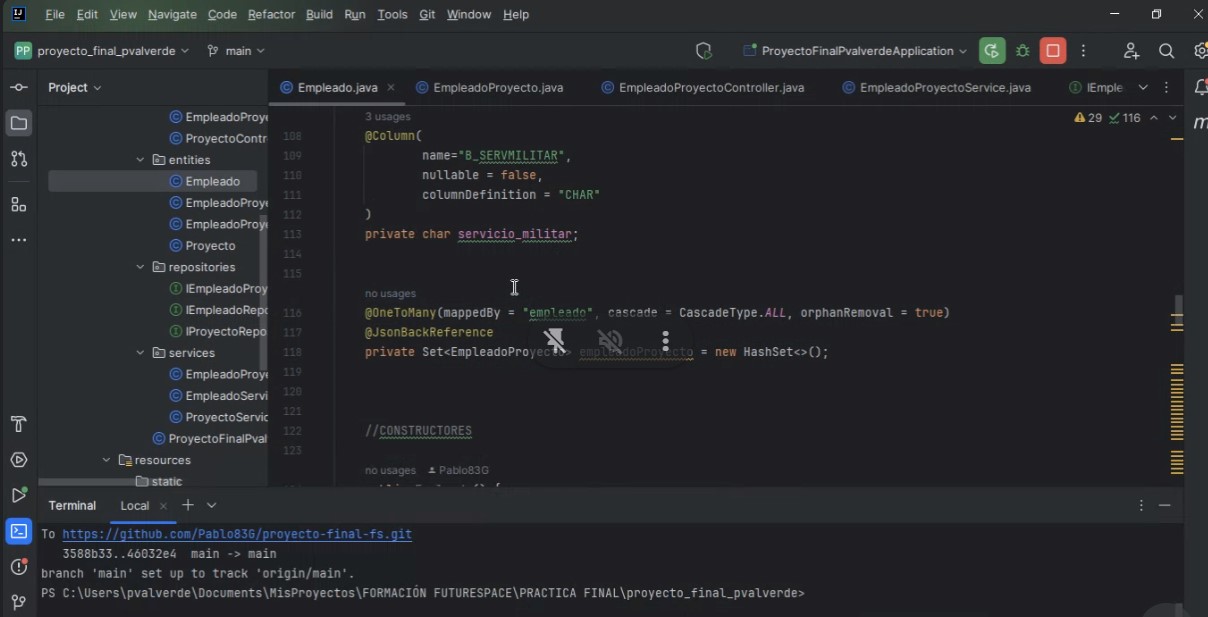 File Edit View Navigate Code Refactor Build Run Tools Git Window Help
PP proyecto_final_pvalverde main ProyectoFinalPvalverdeApplication
Project
Empleado.java EmpleadoProyecto.java EmpleadoProyectoController.java EmpleadoProyectoService.java IEmple
EmpleadoProye
ProyectoContr
entities
Empleado
EmpleadoProye
EmpleadoProye
Proyecto
repositories
IEmpleadoProy
IEmpleadoRepo
IProyectoRepo
services
EmpleadoProye
EmpleadoServi
ProyectoServic
ProyectoFinalPval
resources
static
29 116
3 usages
108 @Column(
109 name="B_SERVMILITAR",
110 nullable = false,
111 columnDefinition = "CHAR"
112 )
113 private char servicio_militar;
114
115
no usages
116 @OneToMany(mappedBy = "empleado", cascade = CascadeType.ALL, orphanRemoval = true)
117 @JsonBackReference
118 private Set<EmpleadoProyecto> empleadoProyecto = new HashSet<>();
119
120
121
122 //CONSTRUCTORES
123
no usages Pablo83G
Terminal Local
To https://github.com/Pablo83G/proyecto-final-fs.git
3588b33..46032e4 main -> main
branch 'main' set up to track 'origin/main'.
PS C:\Users\pvalverde\Documents\MisProyectos\FORMACIÓN FUTURESPACE\PRACTICA FINAL\proyecto_final_pvalverde>